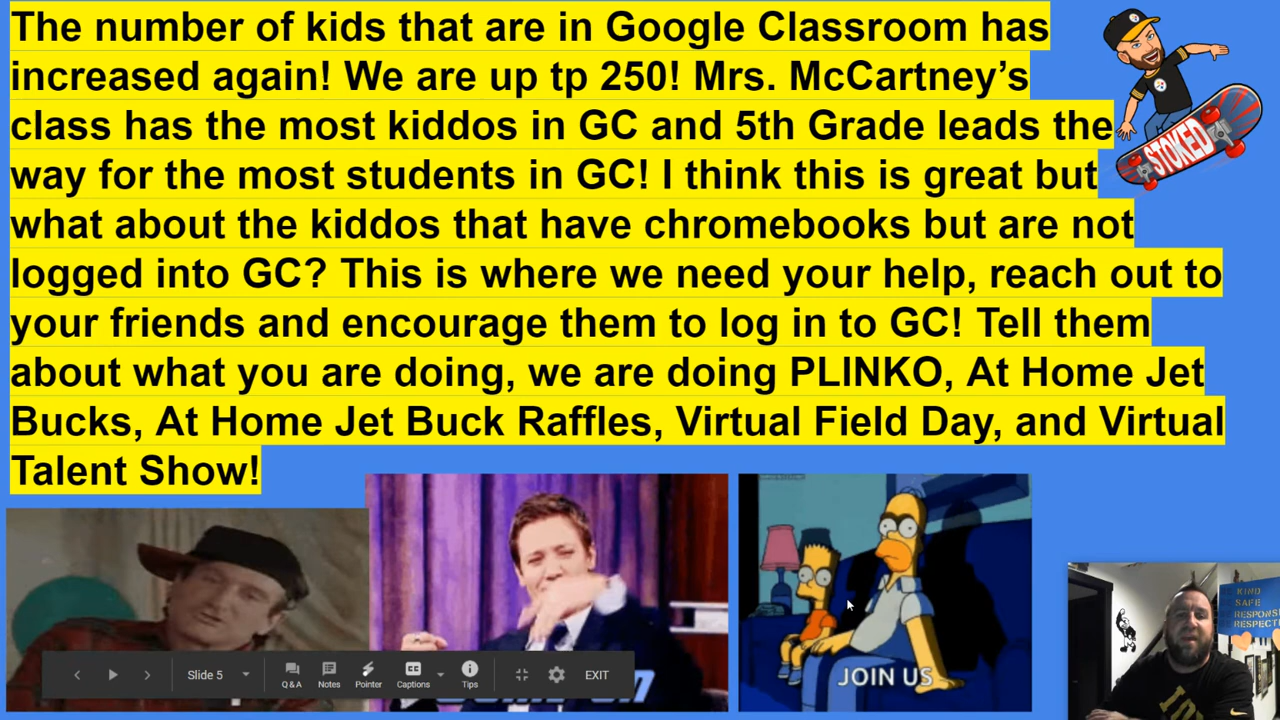 The number of kids that are in Google Classroom has
increased again! We are up tp 250! Mrs. McCartney’s
class has the most kiddos in GC and 5th Grade leads the
way for the most students in GC! I think this is great but
what about the kiddos that have chromebooks but are not
logged into GC? This is where we need your help, reach out to
your friends and encourage them to log in to GC! Tell them
about what you are doing, we are doing PLINKO, At Home Jet
Bucks, At Home Jet Buck Raffles, Virtual Field Day, and Virtual
Talent Show!
STOKED
JOIN US
KIND
SAFE
RESPONS
RESPECT
Slide 5
Q & A
Notes
Pointer
CC
Captions
Tips
EXIT